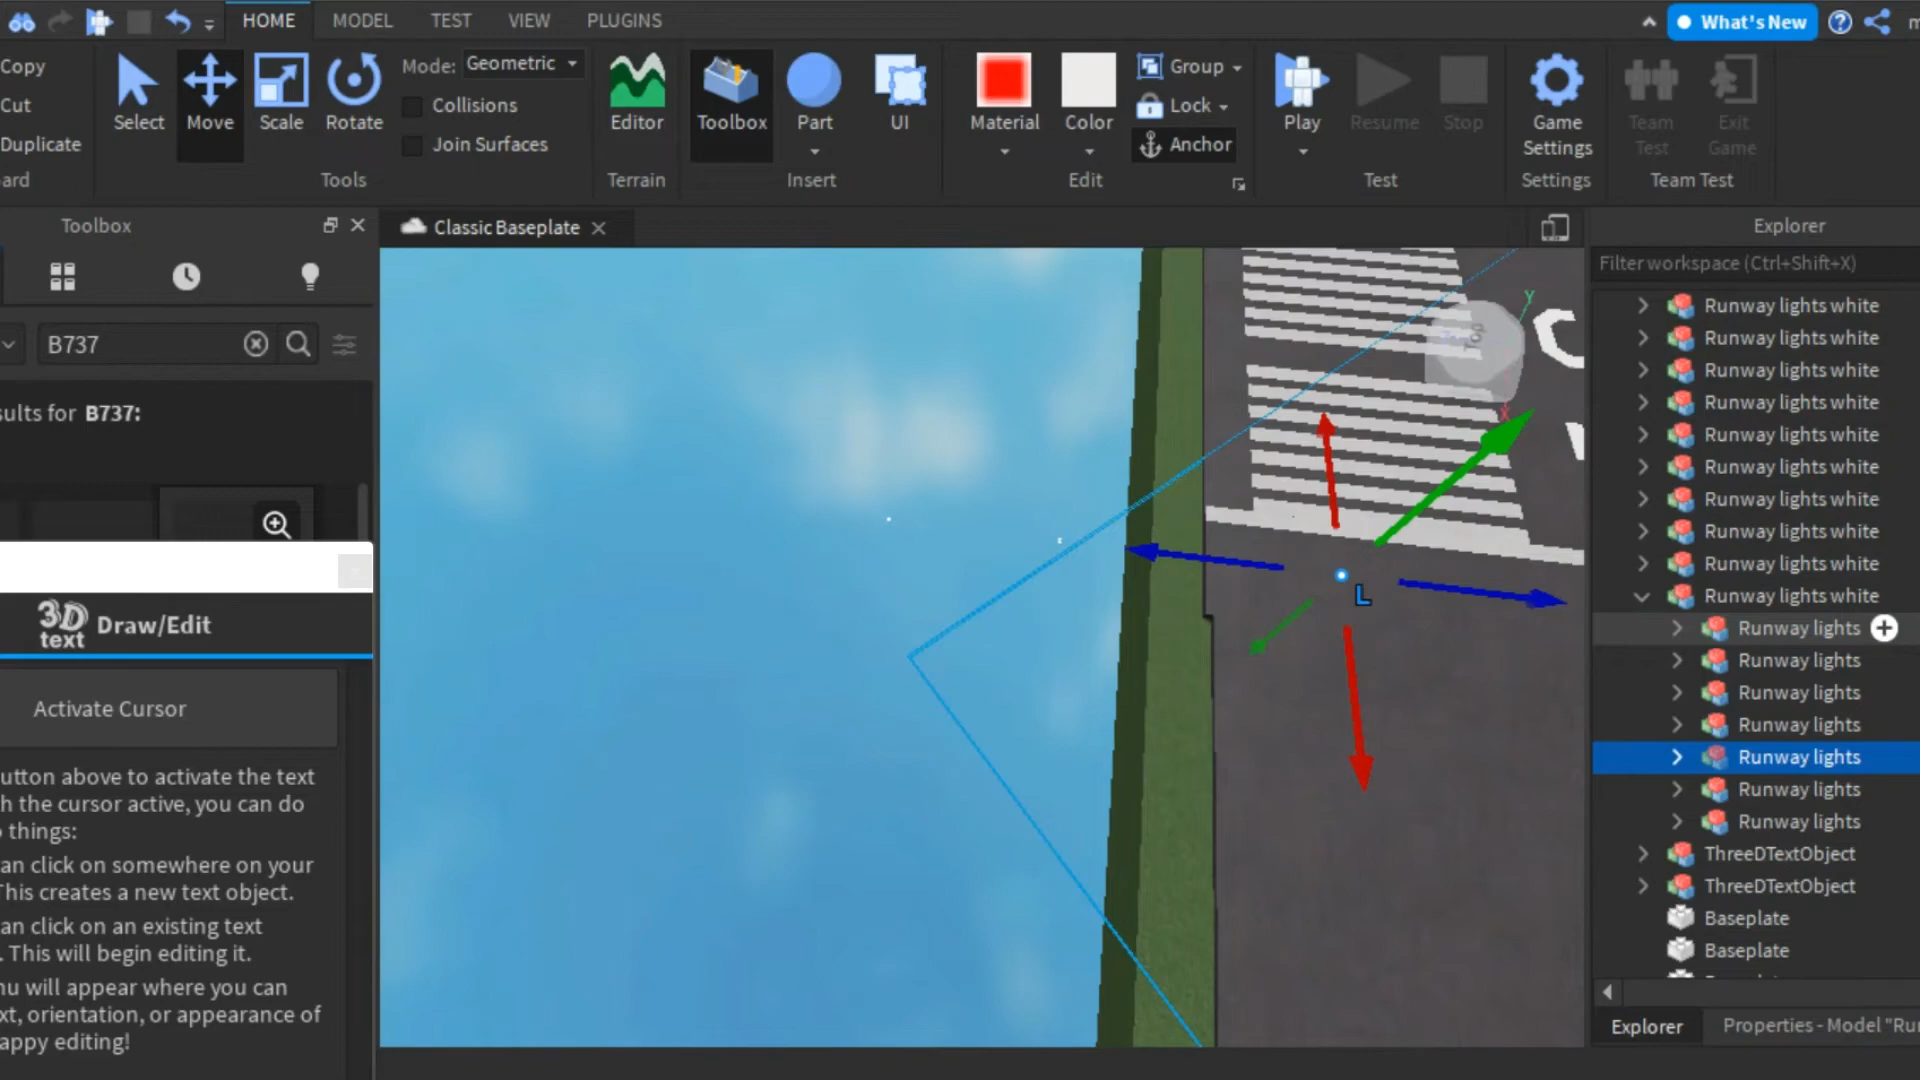 HOME
MODEL
TEST
VIEW
PLUGINS
What's New
Copy
Cut
Duplicate
ard
Select
Move
Scale
Rotate
Mode:
Geometric
Collisions
Join Surfaces
Tools
Editor
Terrain
Toolbox
Part
UI
Insert
Material
Color
Group
Lock
Anchor
Edit
Play
Resume
Stop
Test
Game
Settings
Settings
Team
Test
Exit
Game
Team Test
Toolbox
Classic Baseplate
Explorer
Filter workspace (Ctrl+Shift+X)
B737
sults for B737:
3D
text
Draw/Edit
Activate Cursor
utton above to activate the text
h the cursor active, you can do
o things:
an click on somewhere on your
This creates a new text object.
an click on an existing text
. This will begin editing it.
nu will appear where you can
xt, orientation, or appearance of
appy editing!
Top
Y
X
L
Runway lights white
Runway lights white
Runway lights white
Runway lights white
Runway lights white
Runway lights white
Runway lights white
Runway lights white
Runway lights white
Runway lights white
Runway lights
Runway lights
Runway lights
Runway lights
Runway lights
Runway lights
Runway lights
ThreeDTextObject
ThreeDTextObject
Baseplate
Baseplate
Explorer
Properties - Model "Ru